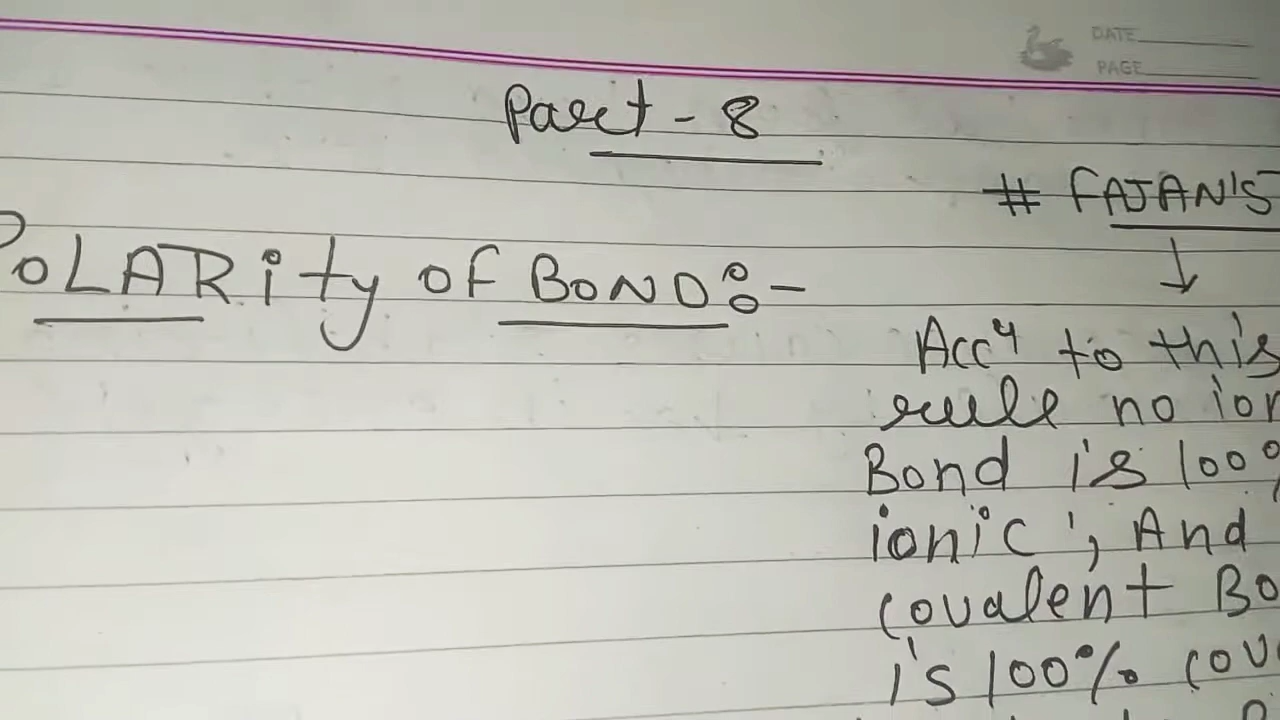 DATE
PAGE
Part - 8
# FAJAN'S
POLARity of BOND :-
Acc⁴ to this
rule no ion
Bond is 100%
ionic ', And
covalent Bo
is 100% cov